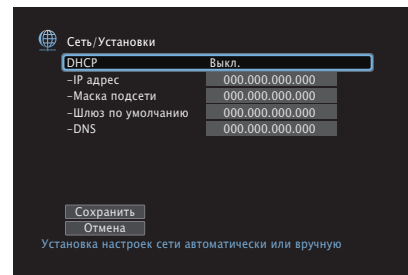 Сеть/Установки
DHCP Выкл.
–IP адрес 000.000.000.000
–Маска подсети 000.000.000.000
–Шлюз по умолчанию 000.000.000.000
–DNS 000.000.000.000
Сохранить
Отмена
Установка настроек сети автоматически или вручную